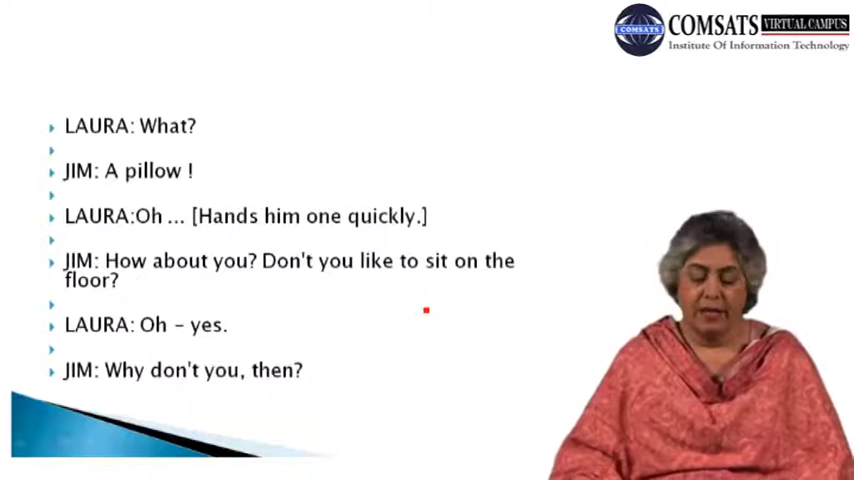 COMSATS VIRTUAL CAMPUS
COMSATS
Institute Of Information Technology
LAURA: What?
JIM: A pillow !
LAURA:Oh ... [Hands him one quickly.]
JIM: How about you? Don't you like to sit on the
floor?
LAURA: Oh – yes.
JIM: Why don't you, then?